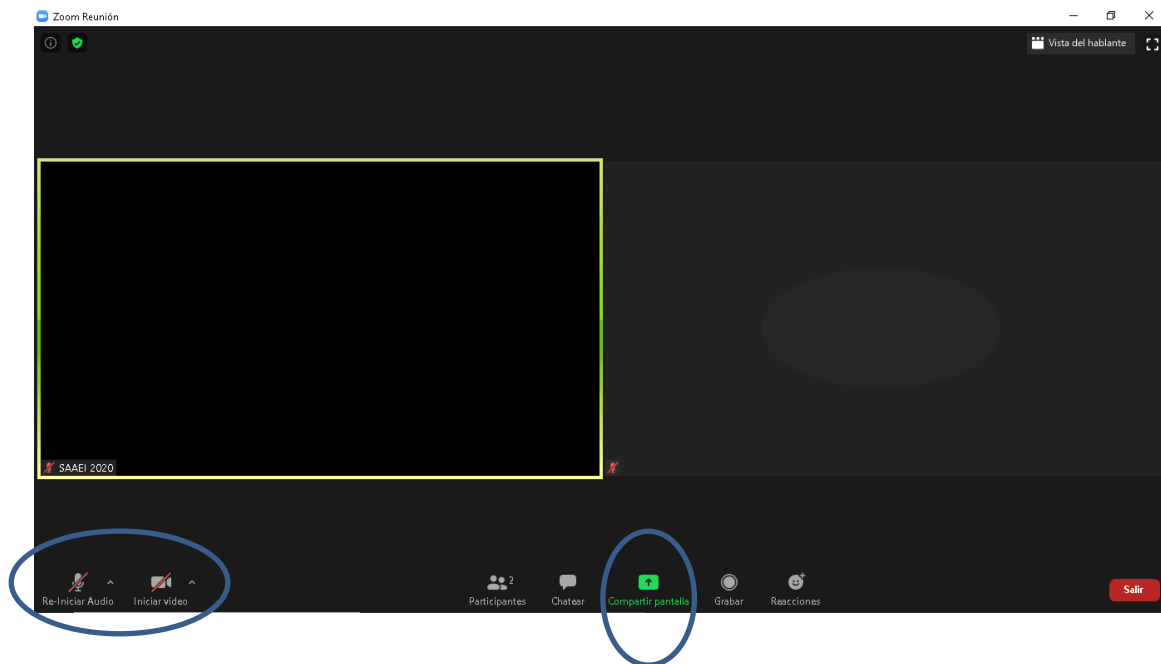 Zoom Reunión
Vista del hablante
SAAEI 2020
2
Re-Iniciar Audio
Iniciar video
Participantes
Chatear
Compartir pantalla
Grabar
Reacciones
Salir